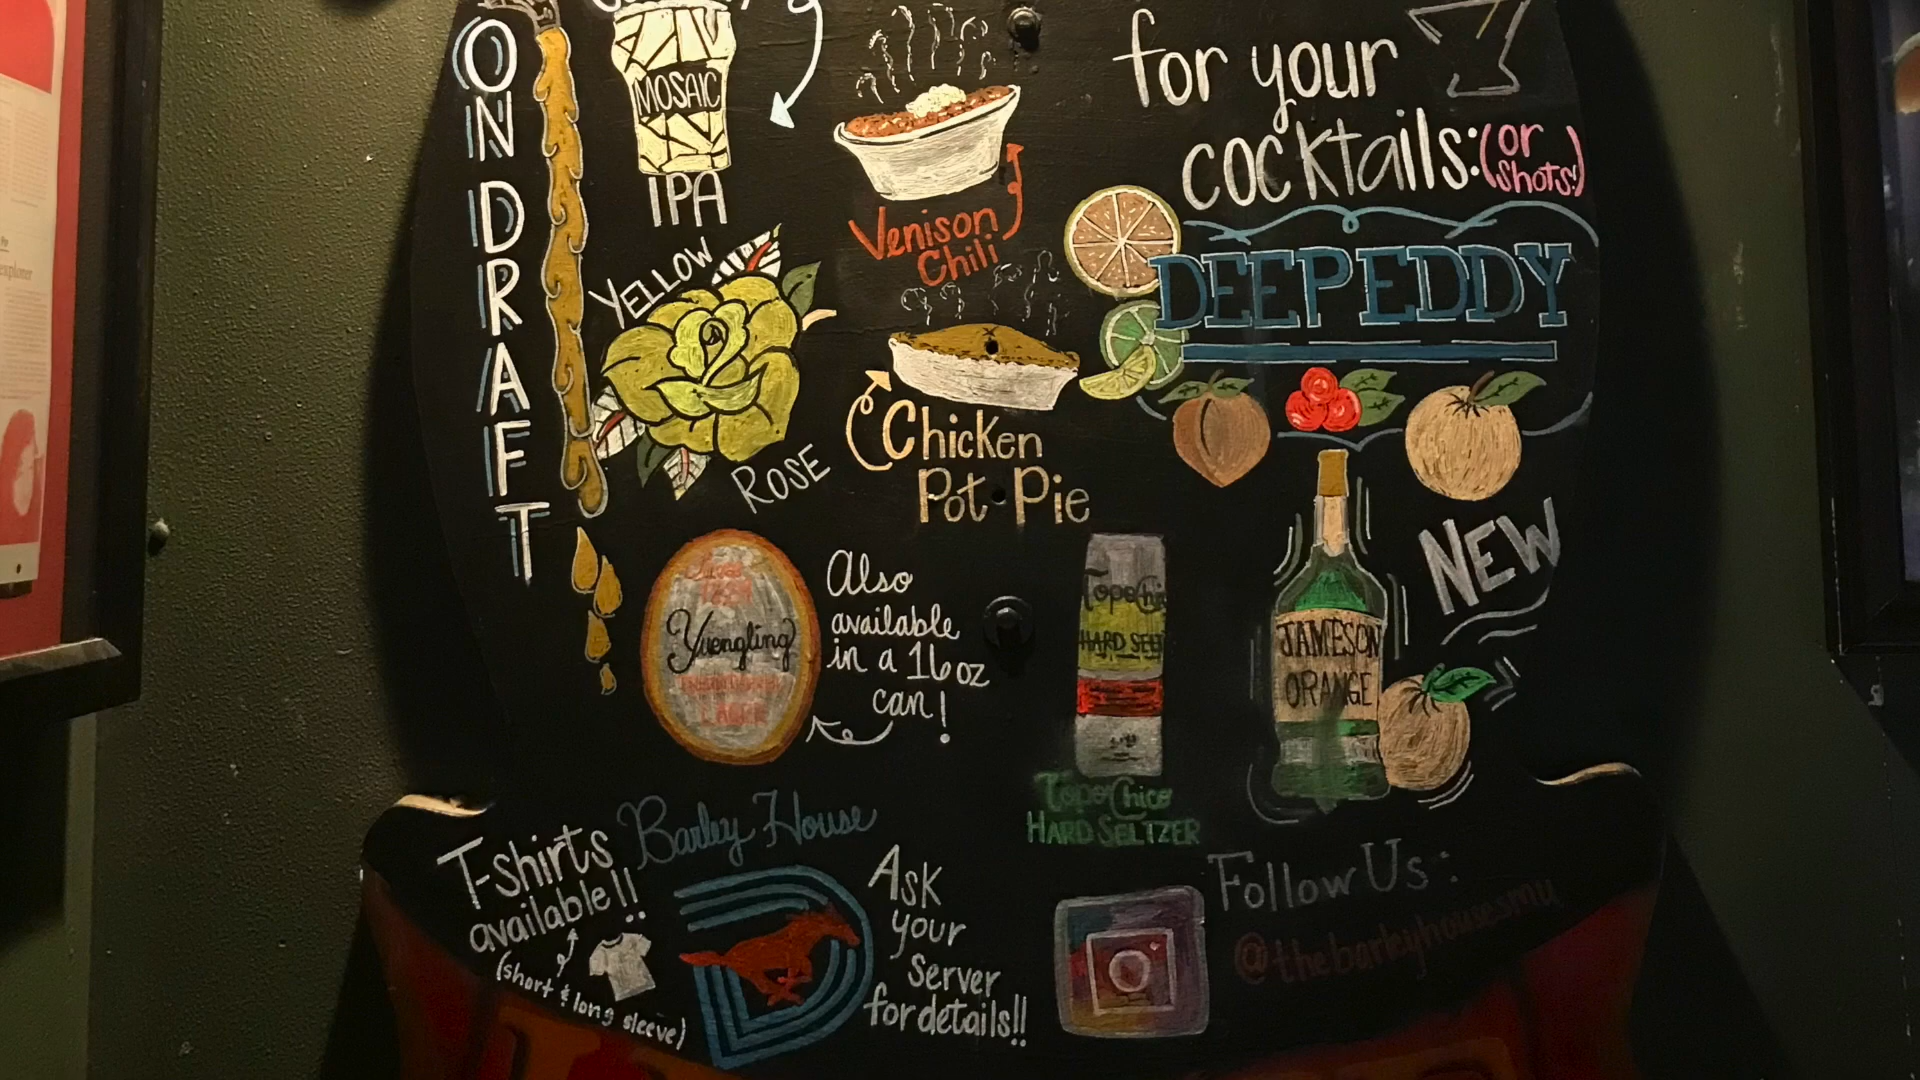 ON DRAFT
MOSAIC
IPA
YELLOW
ROSE
Venison
Chili
Chicken
Pot Pie
for your
cocktails:
(or
shots!)
DEEP EDDY
Yuengling
LAGER
Also
available
in a 16oz
can!
Topo Chi
HARD SEL
Topo Chico
HARD SELTZER
NEW
JAMESON
ORANGE
T-shirts
available!!
(short & long sleeve)
Barley House
Ask
your
server
for details!!
Follow Us:
@thebarleyhousesmu